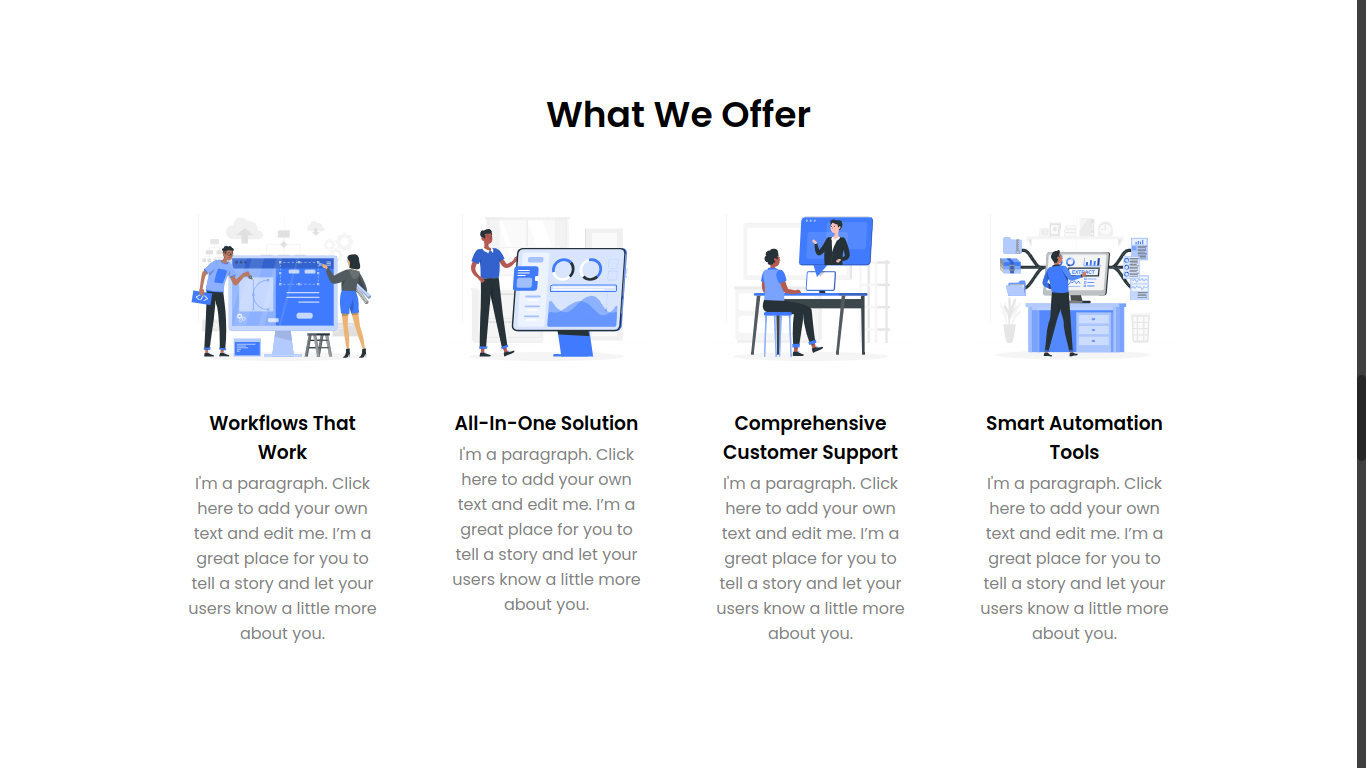 What We Offer
EXTRACT
Workflows That
Work
I'm a paragraph. Click
here to add your own
text and edit me. I’m a
great place for you to
tell a story and let your
users know a little more
about you.
All-In-One Solution
I'm a paragraph. Click
here to add your own
text and edit me. I’m a
great place for you to
tell a story and let your
users know a little more
about you.
Comprehensive
Customer Support
I'm a paragraph. Click
here to add your own
text and edit me. I’m a
great place for you to
tell a story and let your
users know a little more
about you.
Smart Automation
Tools
I'm a paragraph. Click
here to add your own
text and edit me. I’m a
great place for you to
tell a story and let your
users know a little more
about you.